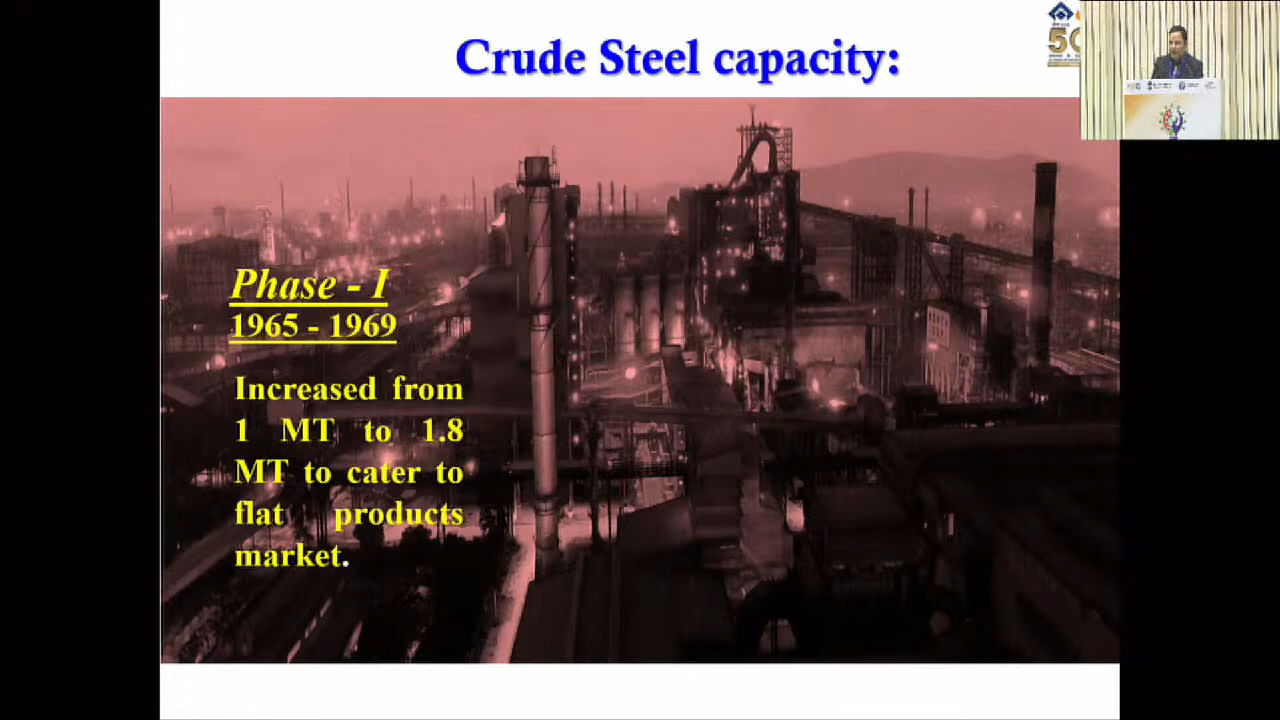 Crude Steel capacity:
50
Phase - I
1965 - 1969
Increased from
1 MT to 1.8
MT to cater to
flat products
market.